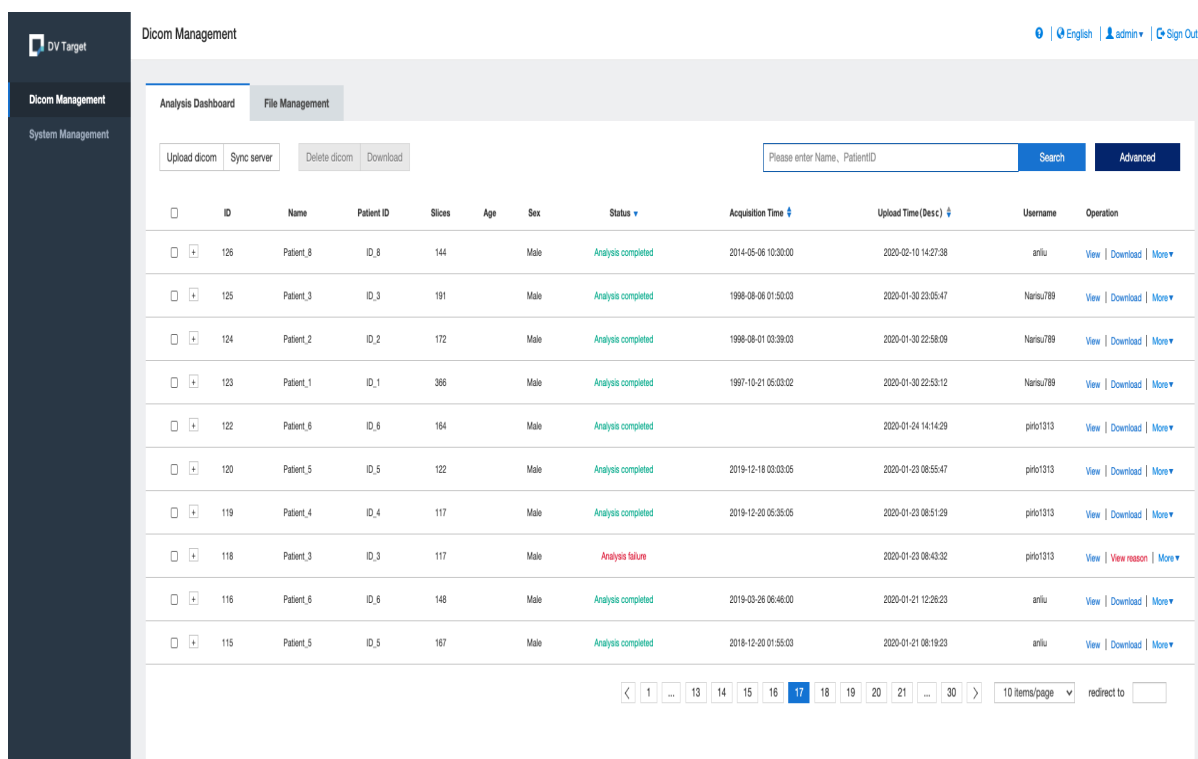 DV Target
Dicom Management
English | admin | Sign Out
Dicom Management
System Management
Analysis Dashboard File Management
Upload dicom Sync server Delete dicom Download Please enter Name、PatientID Search Advanced
ID Name Patient ID Slices Age Sex Status Acquisition Time Upload Time(Desc) Username Operation
126 Patient_8 ID_8 144 Male Analysis completed 2014-05-06 10:30:00 2020-02-10 14:27:38 anliu View | Download | More
125 Patient_3 ID_3 191 Male Analysis completed 1998-08-06 01:50:03 2020-01-30 23:05:47 Narisu789 View | Download | More
124 Patient_2 ID_2 172 Male Analysis completed 1998-08-01 03:39:03 2020-01-30 22:58:09 Narisu789 View | Download | More
123 Patient_1 ID_1 366 Male Analysis completed 1997-10-21 05:03:02 2020-01-30 22:53:12 Narisu789 View | Download | More
122 Patient_6 ID_6 164 Male Analysis completed 2020-01-24 14:14:29 pirlo1313 View | Download | More
120 Patient_5 ID_5 122 Male Analysis completed 2019-12-18 03:03:05 2020-01-23 08:55:47 pirlo1313 View | Download | More
119 Patient_4 ID_4 117 Male Analysis completed 2019-12-20 05:35:05 2020-01-23 08:51:29 pirlo1313 View | Download | More
118 Patient_3 ID_3 117 Male Analysis failure 2020-01-23 08:43:32 pirlo1313 View | View reason | More
116 Patient_6 ID_6 148 Male Analysis completed 2019-03-26 06:46:00 2020-01-21 12:26:23 anliu View | Download | More
115 Patient_5 ID_5 167 Male Analysis completed 2018-12-20 01:55:03 2020-01-21 08:19:23 anliu View | Download | More
1 ... 13 14 15 16 17 18 19 20 21 ... 30 10 items/page redirect to